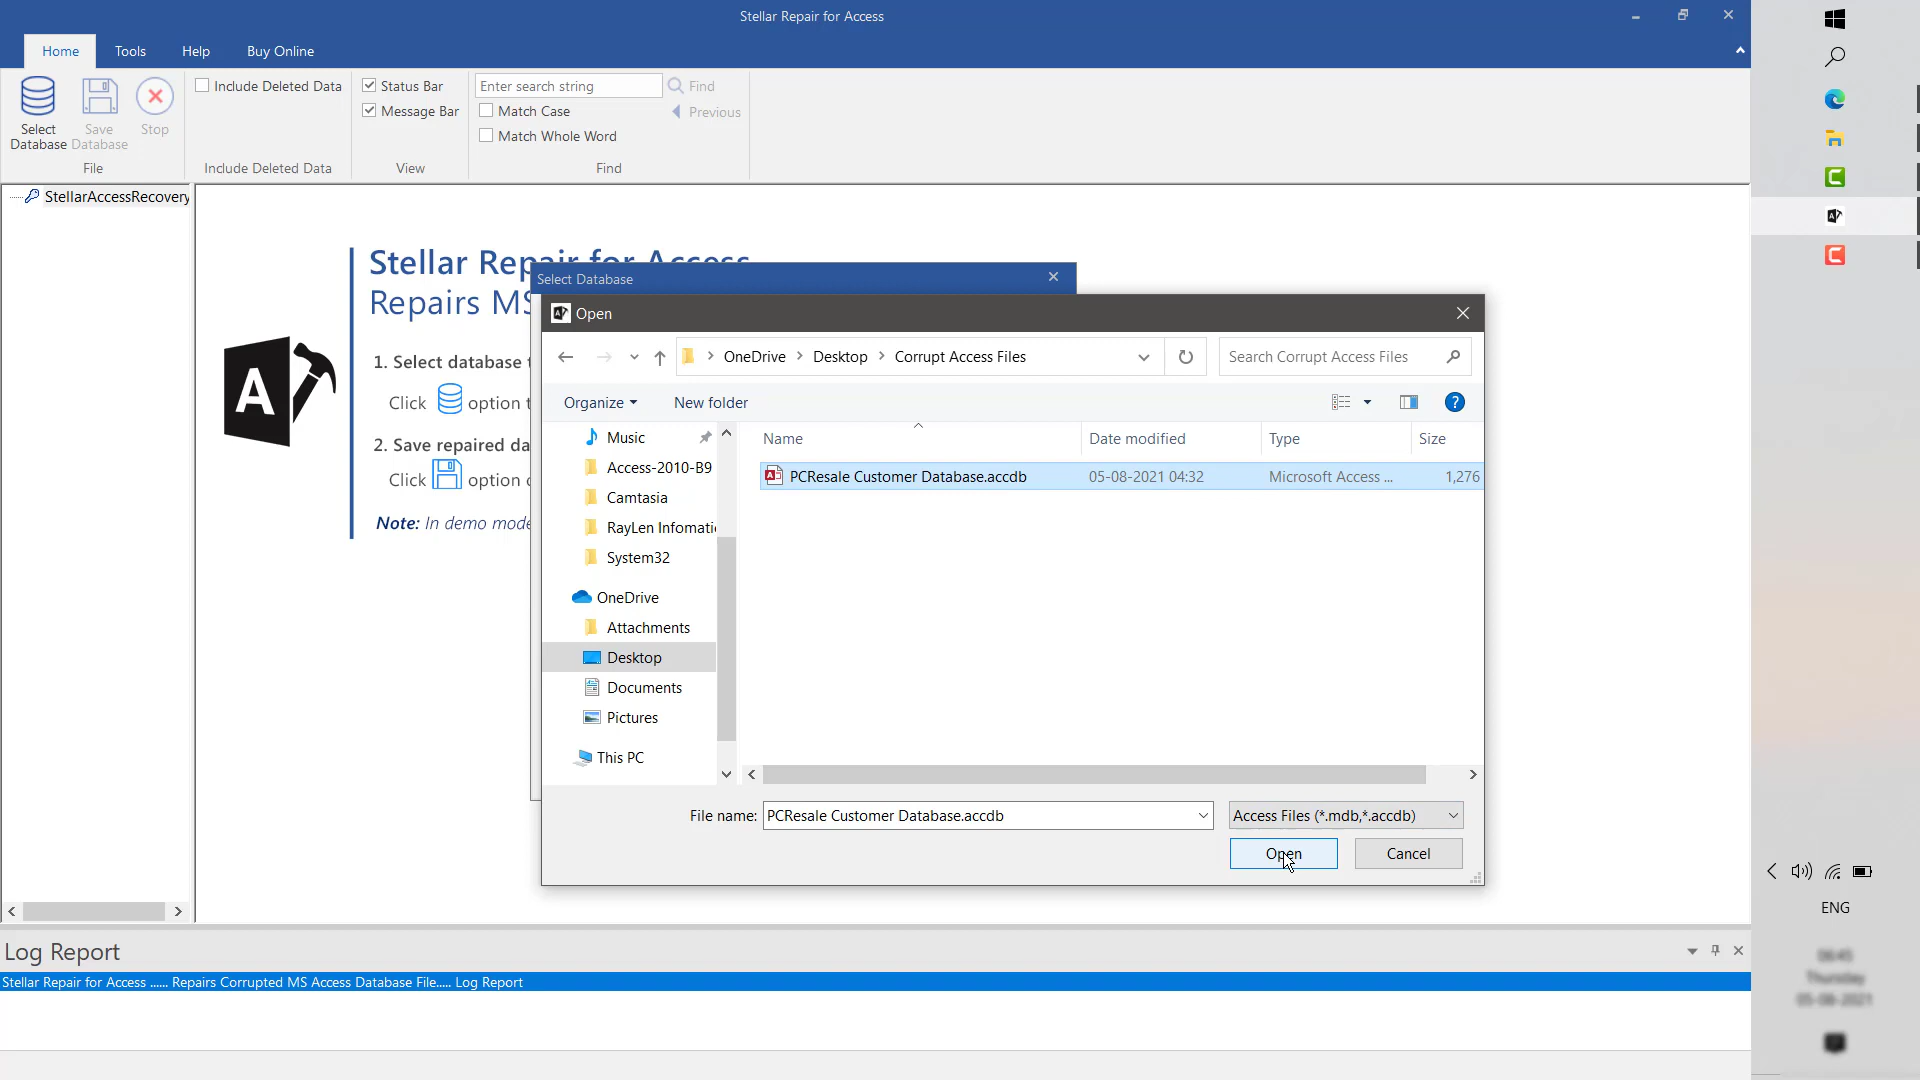 Stellar Repair for Access
Home
Tools
Help
Buy Online
Select Database
Save Database
Stop
File
Include Deleted Data
Include Deleted Data
Status Bar
Message Bar
View
Enter search string
Find
Previous
Match Case
Match Whole Word
Find
StellarAccessRecovery
Stellar Repair for Access
Repairs MS
1. Select database
Click option
2. Save repaired da
Click option
Note: In demo mode
Select Database
Open
OneDrive
Desktop
Corrupt Access Files
Search Corrupt Access Files
Organize
New folder
Music
Access-2010-B9
Camtasia
RayLen Infomati
System32
OneDrive
Attachments
Desktop
Documents
Pictures
This PC
Name
Date modified
Type
Size
PCResale Customer Database.accdb
05-08-2021 04:32
Microsoft Access ...
1,276
File name:
PCResale Customer Database.accdb
Access Files (*.mdb,*.accdb)
Open
Cancel
Log Report
Stellar Repair for Access ...... Repairs Corrupted MS Access Database File..... Log Report
ENG
06:45
Thursday
05-08-2021